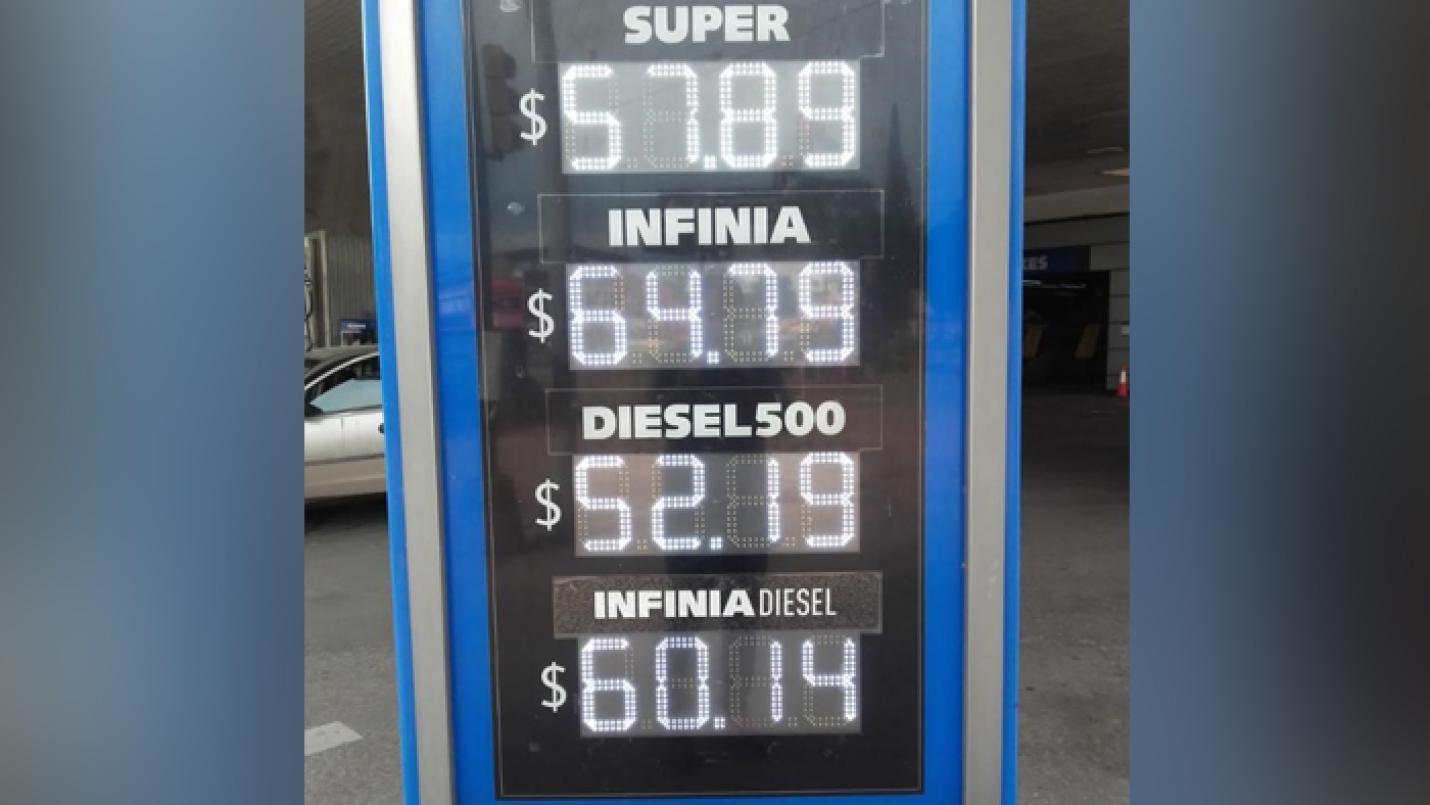 SUPER
$ 57.89
INFINIA
$ 64.79
DIESEL500
$ 52.19
INFINIA DIESEL
$ 60.14